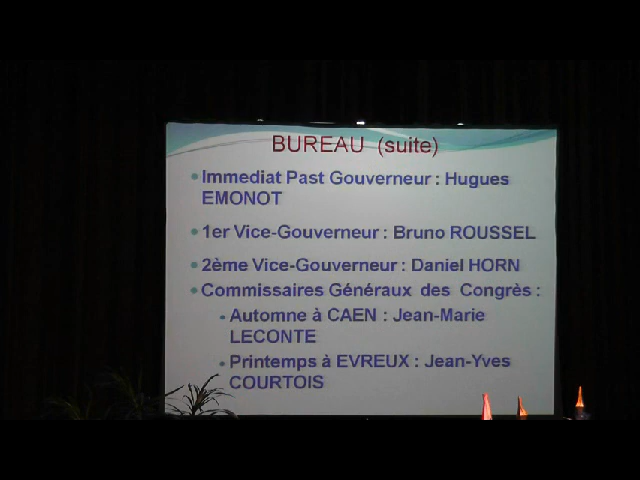 BUREAU (suite)
Immediat Past Gouverneur : Hugues
EMONOT
1er Vice-Gouverneur : Bruno ROUSSEL
2ème Vice-Gouverneur : Daniel HORN
Commissaires Généraux des Congrès :
Automne à CAEN : Jean-Marie
LECONTE
Printemps à EVREUX : Jean-Yves
COURTOIS